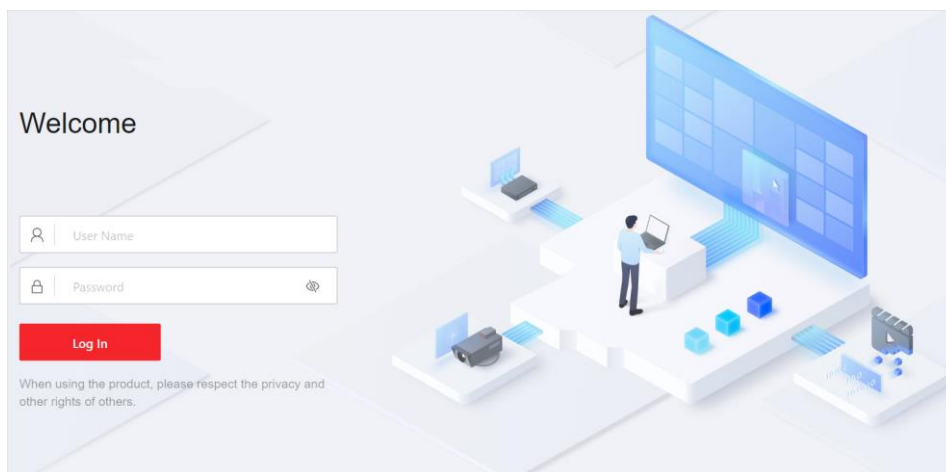 Welcome
User Name
Password
Log In
When using the product, please respect the privacy and
other rights of others.